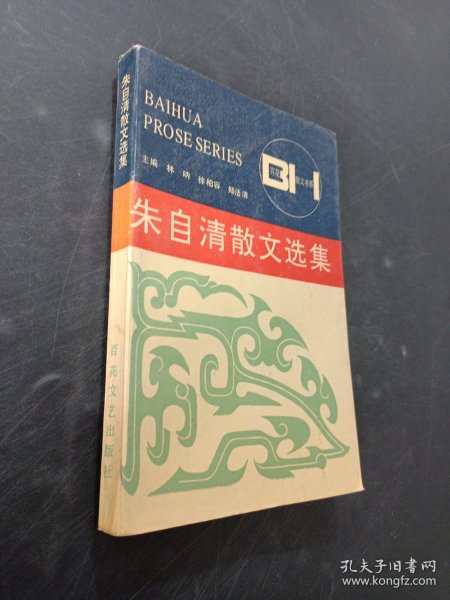 朱自清散文选集
百花文艺出版社
BAIHUA
PROSE SERIES
主编 林呐 徐柏容 郑法清
百花散文书系
BH
朱自清散文选集
孔夫子旧书网
www.kongfz.com